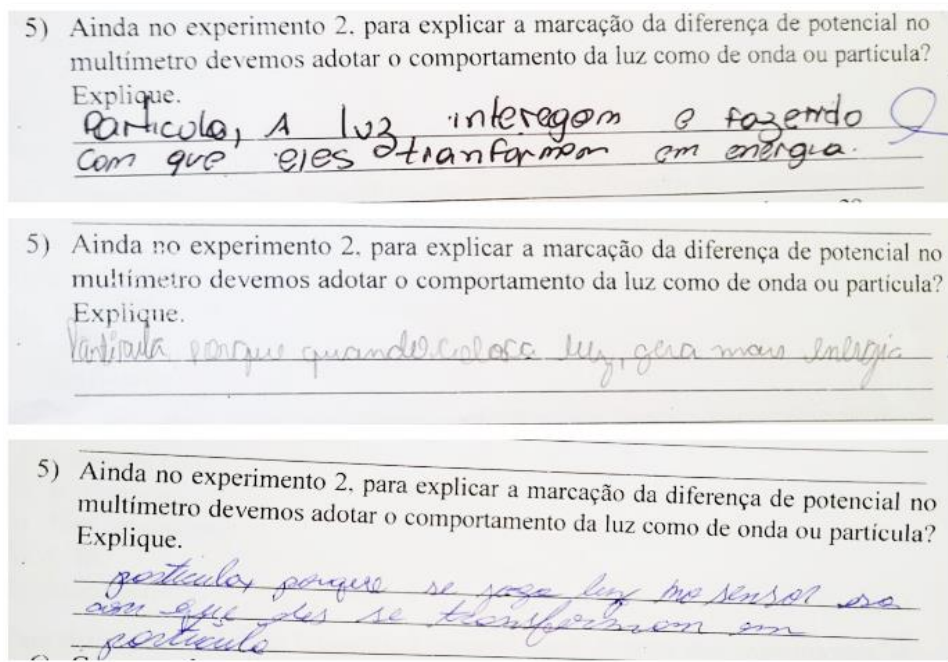 5) Ainda no experimento 2, para explicar a marcação da diferença de potencial no
multímetro devemos adotar o comportamento da luz como de onda ou partícula?
Explique.
Particula, A luz interegem e fazendo
com que eles tranformam em energia.
5) Ainda no experimento 2, para explicar a marcação da diferença de potencial no
multímetro devemos adotar o comportamento da luz como de onda ou partícula?
Explique.
Particula porque quando coloca luz, gera mais energia
5) Ainda no experimento 2, para explicar a marcação da diferença de potencial no
multímetro devemos adotar o comportamento da luz como de onda ou partícula?
Explique.
particula, porque se joga luz no sensor
com que eles se transformam em
particula